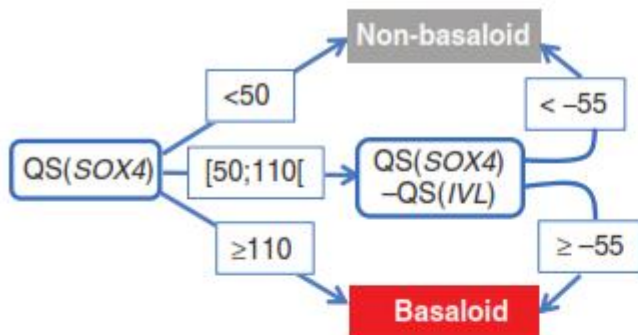 Non-basaloid
<50
< –55
QS(SOX4)
[50;110[
QS(SOX4)
–QS(IVL)
≥110
≥ –55
Basaloid